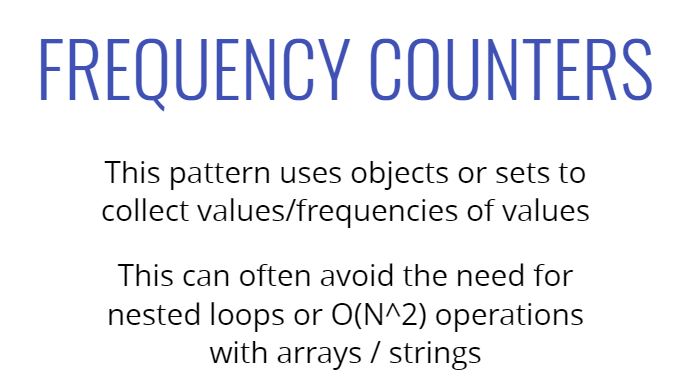 FREQUENCY COUNTERS
This pattern uses objects or sets to
collect values/frequencies of values
This can often avoid the need for
nested loops or O(N^2) operations
with arrays / strings